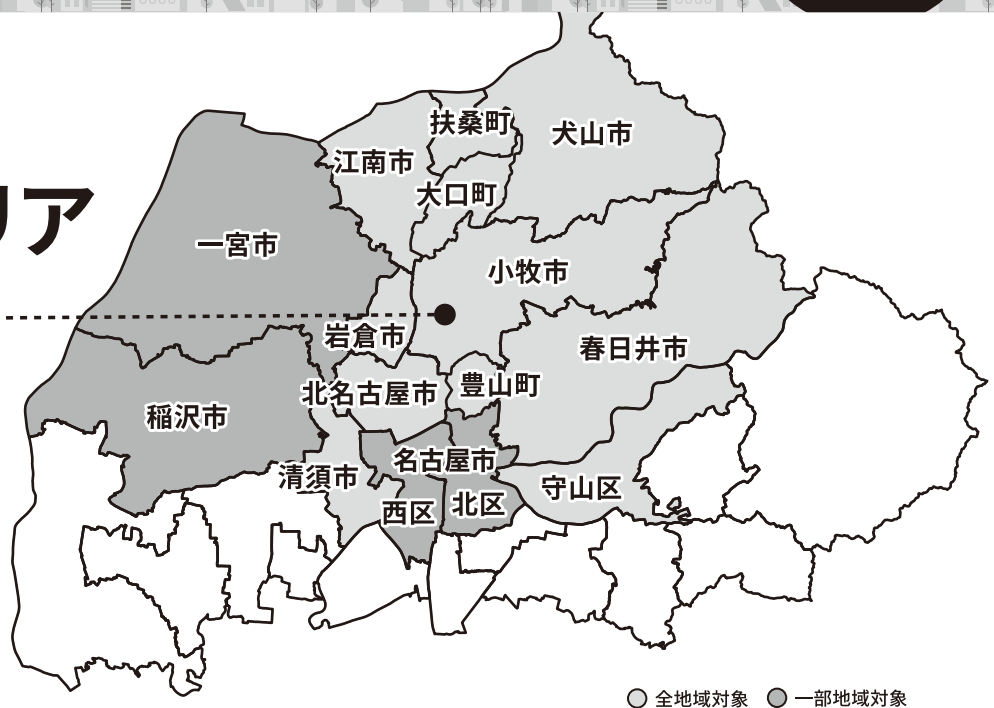 リア
扶桑町
犬山市
江南市
大口町
一宮市
小牧市
岩倉市
春日井市
北名古屋市
豊山町
稲沢市
名古屋市
清須市
守山区
西区
北区
全地域対象
一部地域対象